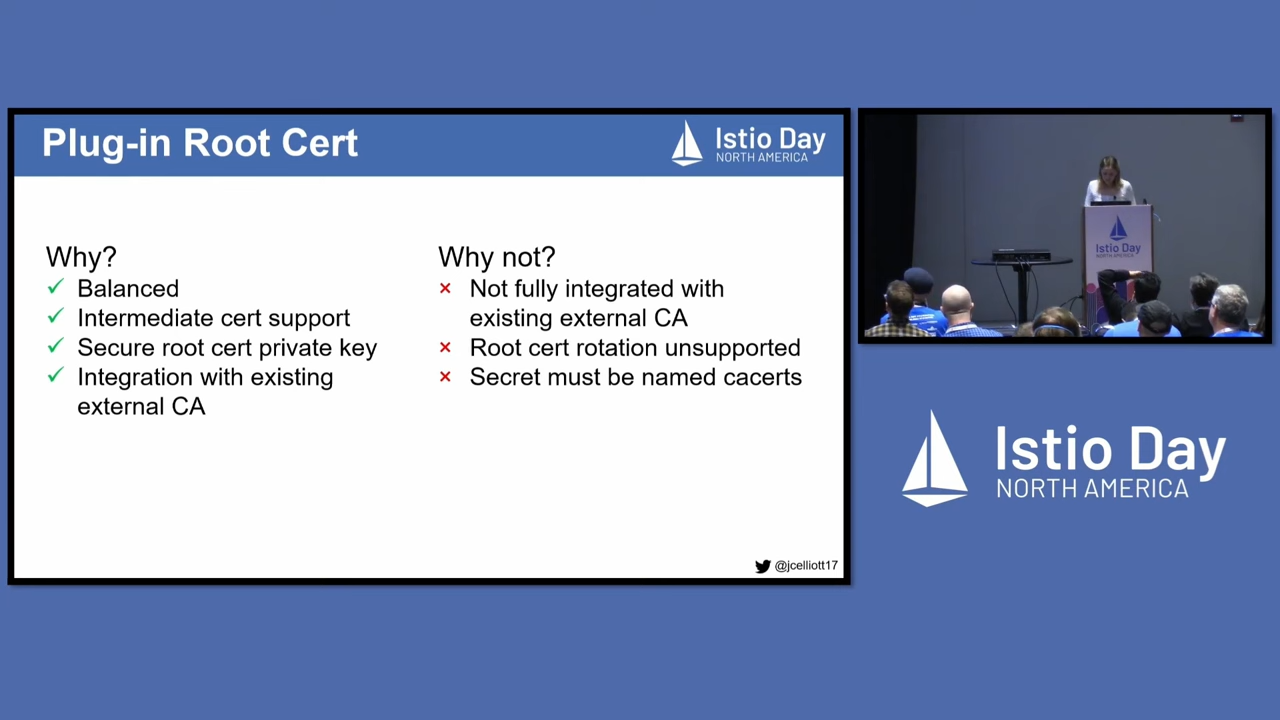 Plug-in Root Cert
Istio Day
NORTH AMERICA
Why?
✓ Balanced
✓ Intermediate cert support
✓ Secure root cert private key
✓ Integration with existing
external CA
Why not?
× Not fully integrated with
existing external CA
× Root cert rotation unsupported
× Secret must be named cacerts
@jcelliott17
Istio Day
NORTH AMERICA
Istio Day
NORTH AMERICA